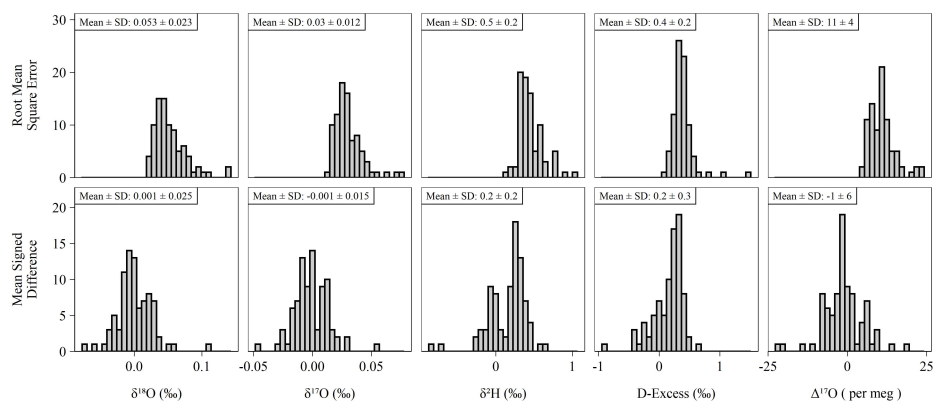 Mean ± SD: 0.053 ± 0.023
Mean ± SD: 0.03 ± 0.012
Mean ± SD: 0.5 ± 0.2
Mean ± SD: 0.4 ± 0.2
Mean ± SD: 11 ± 4
30
20
10
0
Root Mean
Square Error
Mean ± SD: 0.001 ± 0.025
Mean ± SD: -0.001 ± 0.015
Mean ± SD: 0.2 ± 0.2
Mean ± SD: 0.2 ± 0.3
Mean ± SD: -1 ± 6
20
15
10
5
0
Mean Signed
Difference
0.0 0.1
-0.05 0.00 0.05
0 1
-1 0 1
-25 0 25
δ¹⁸O (‰)
δ¹⁷O (‰)
δ²H (‰)
D-Excess (‰)
Δ¹⁷O ( per meg )